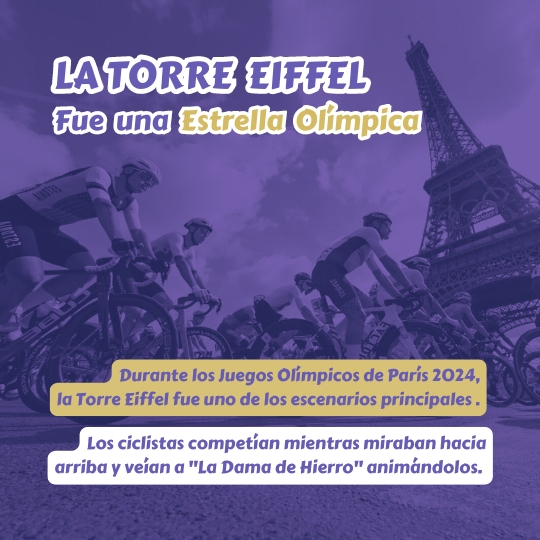 LA TORRE EIFFEL
Fue una Estrella Olímpica
Durante los Juegos Olímpicos de París 2024,
la Torre Eiffel fue uno de los escenarios principales .
Los ciclistas competían mientras miraban hacia
arriba y veían a "La Dama de Hierro" animándolos.